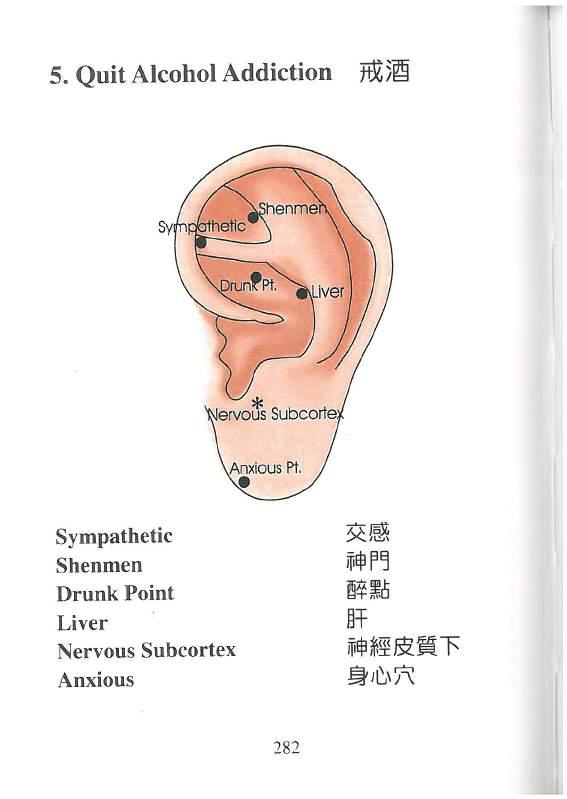 5. Quit Alcohol Addiction 戒酒
Shenmen
Sympathetic
Drunk Pt.
Liver
*
Nervous Subcortex
Anxious Pt.
Sympathetic 交感
Shenmen 神門
Drunk Point 醉點
Liver 肝
Nervous Subcortex 神經皮質下
Anxious 身心穴
282